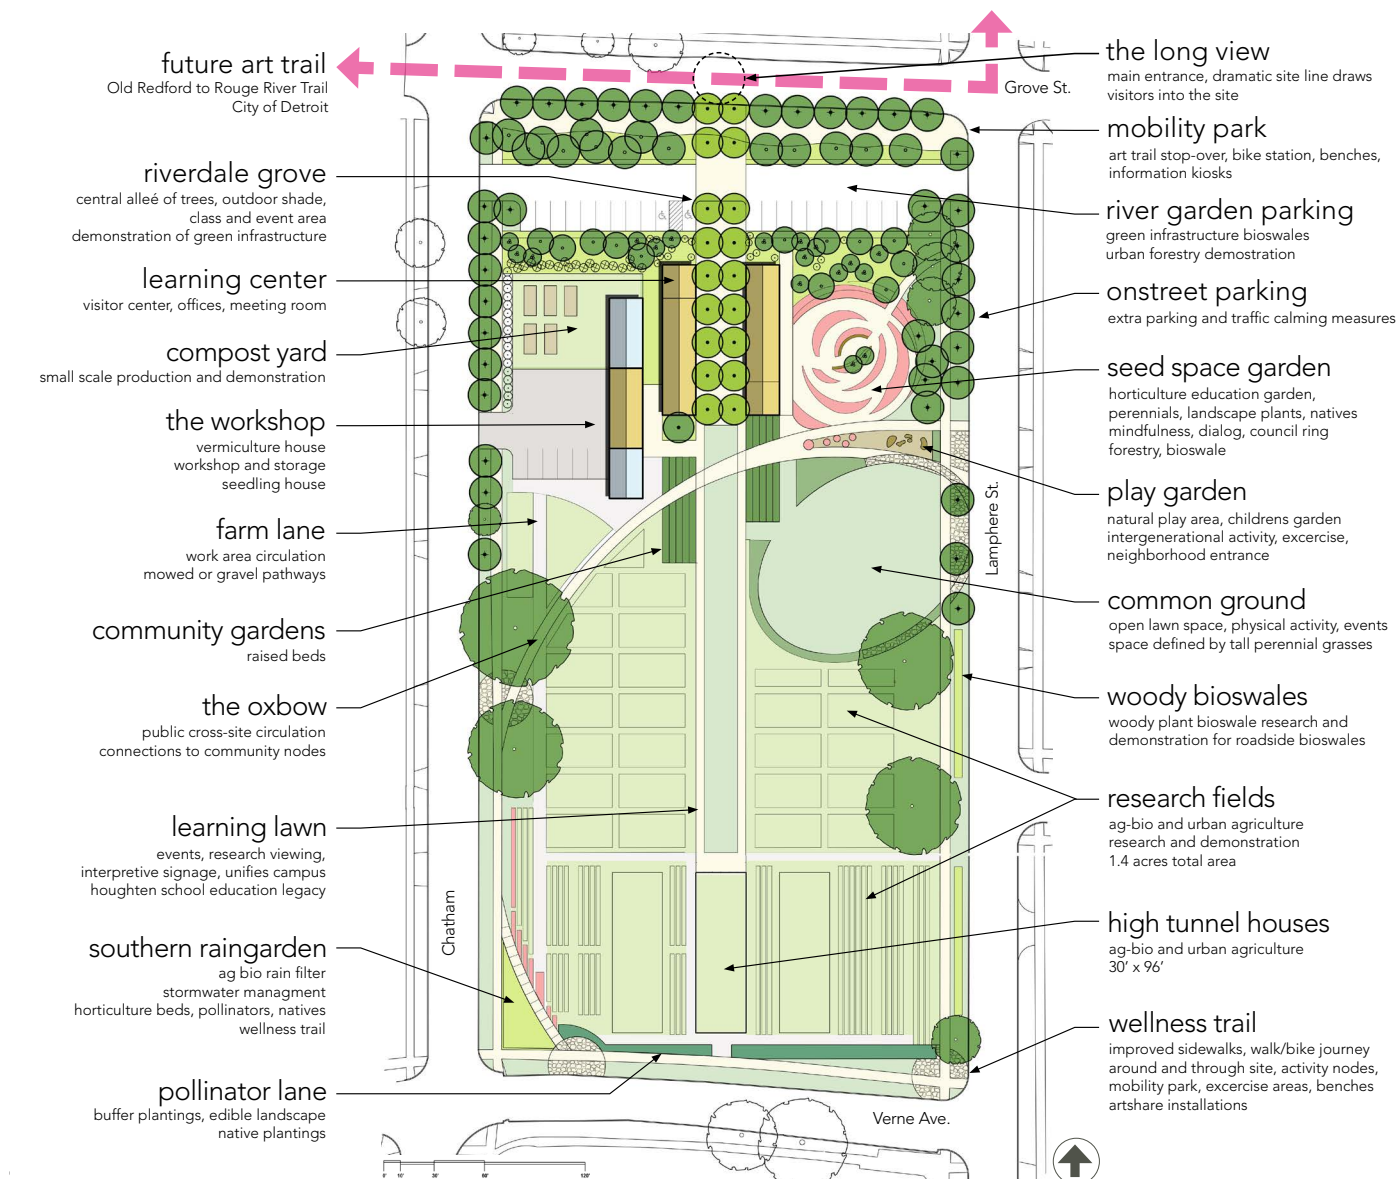 future art trail
Old Redford to Rouge River Trail
City of Detroit
riverdale grove
central alleé of trees, outdoor shade,
class and event area
demonstration of green infrastructure
learning center
visitor center, offices, meeting room
compost yard
small scale production and demonstration
the workshop
vermiculture house
workshop and storage
seedling house
farm lane
work area circulation
mowed or gravel pathways
community gardens
raised beds
the oxbow
public cross-site circulation
connections to community nodes
learning lawn
events, research viewing,
interpretive signage, unifies campus
houghten school education legacy
southern raingarden
ag bio rain filter
stormwater managment
horticulture beds, pollinators, natives
wellness trail
pollinator lane
buffer plantings, edible landscape
native plantings
Chatham
Grove St.
Lamphere St.
Verne Ave.
0' 10' 30' 60' 120'
the long view
main entrance, dramatic site line draws
visitors into the site
mobility park
art trail stop-over, bike station, benches,
information kiosks
river garden parking
green infrastructure bioswales
urban forestry demostration
onstreet parking
extra parking and traffic calming measures
seed space garden
horticulture education garden,
perennials, landscape plants, natives
mindfulness, dialog, council ring
forestry, bioswale
play garden
natural play area, childrens garden
intergenerational activity, excercise,
neighborhood entrance
common ground
open lawn space, physical activity, events
space defined by tall perennial grasses
woody bioswales
woody plant bioswale research and
demonstration for roadside bioswales
research fields
ag-bio and urban agriculture
research and demonstration
1.4 acres total area
high tunnel houses
ag-bio and urban agriculture
30' x 96'
wellness trail
improved sidewalks, walk/bike journey
around and through site, activity nodes,
mobility park, excercise areas, benches
artshare installations